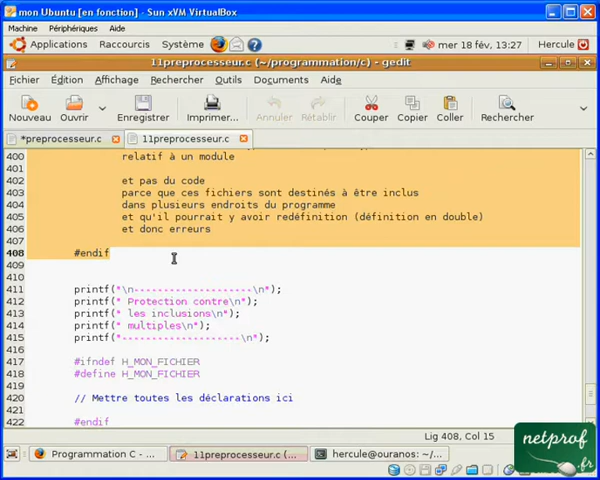 mon Ubuntu [en fonction] - Sun xVM VirtualBox
Machine Périphériques Aide
Applications Raccourcis Système mer 18 fév, 13:27 Hercule
11preprocesseur.c (~/programmation/c) - gedit
Fichier Édition Affichage Rechercher Outils Documents Aide
Nouveau Ouvrir Enregistrer Imprimer... Annuler Rétablir Couper Copier Coller Rechercher
*preprocesseur.c 11preprocesseur.c
400 relatif à un module
401
402 et pas du code
403 parce que ces fichiers sont destinés à être inclus
404 dans plusieurs endroits du programme
405 et qu'il pourrait y avoir redéfinition (définition en double)
406 et donc erreurs
407
408 #endif
409
410
411 printf("\n-------------------\n");
412 printf(" Protection contre\n");
413 printf(" les inclusions\n");
414 printf(" multiples\n");
415 printf("-------------------\n");
416
417 #ifndef H_MON_FICHIER
418 #define H_MON_FICHIER
419
420 // Mettre toutes les déclarations ici
421
422 #endif
Lig 408, Col 15
Programmation C - ... 11preprocesseur.c (... hercule@ouranos: ~/...
netprof
.fr